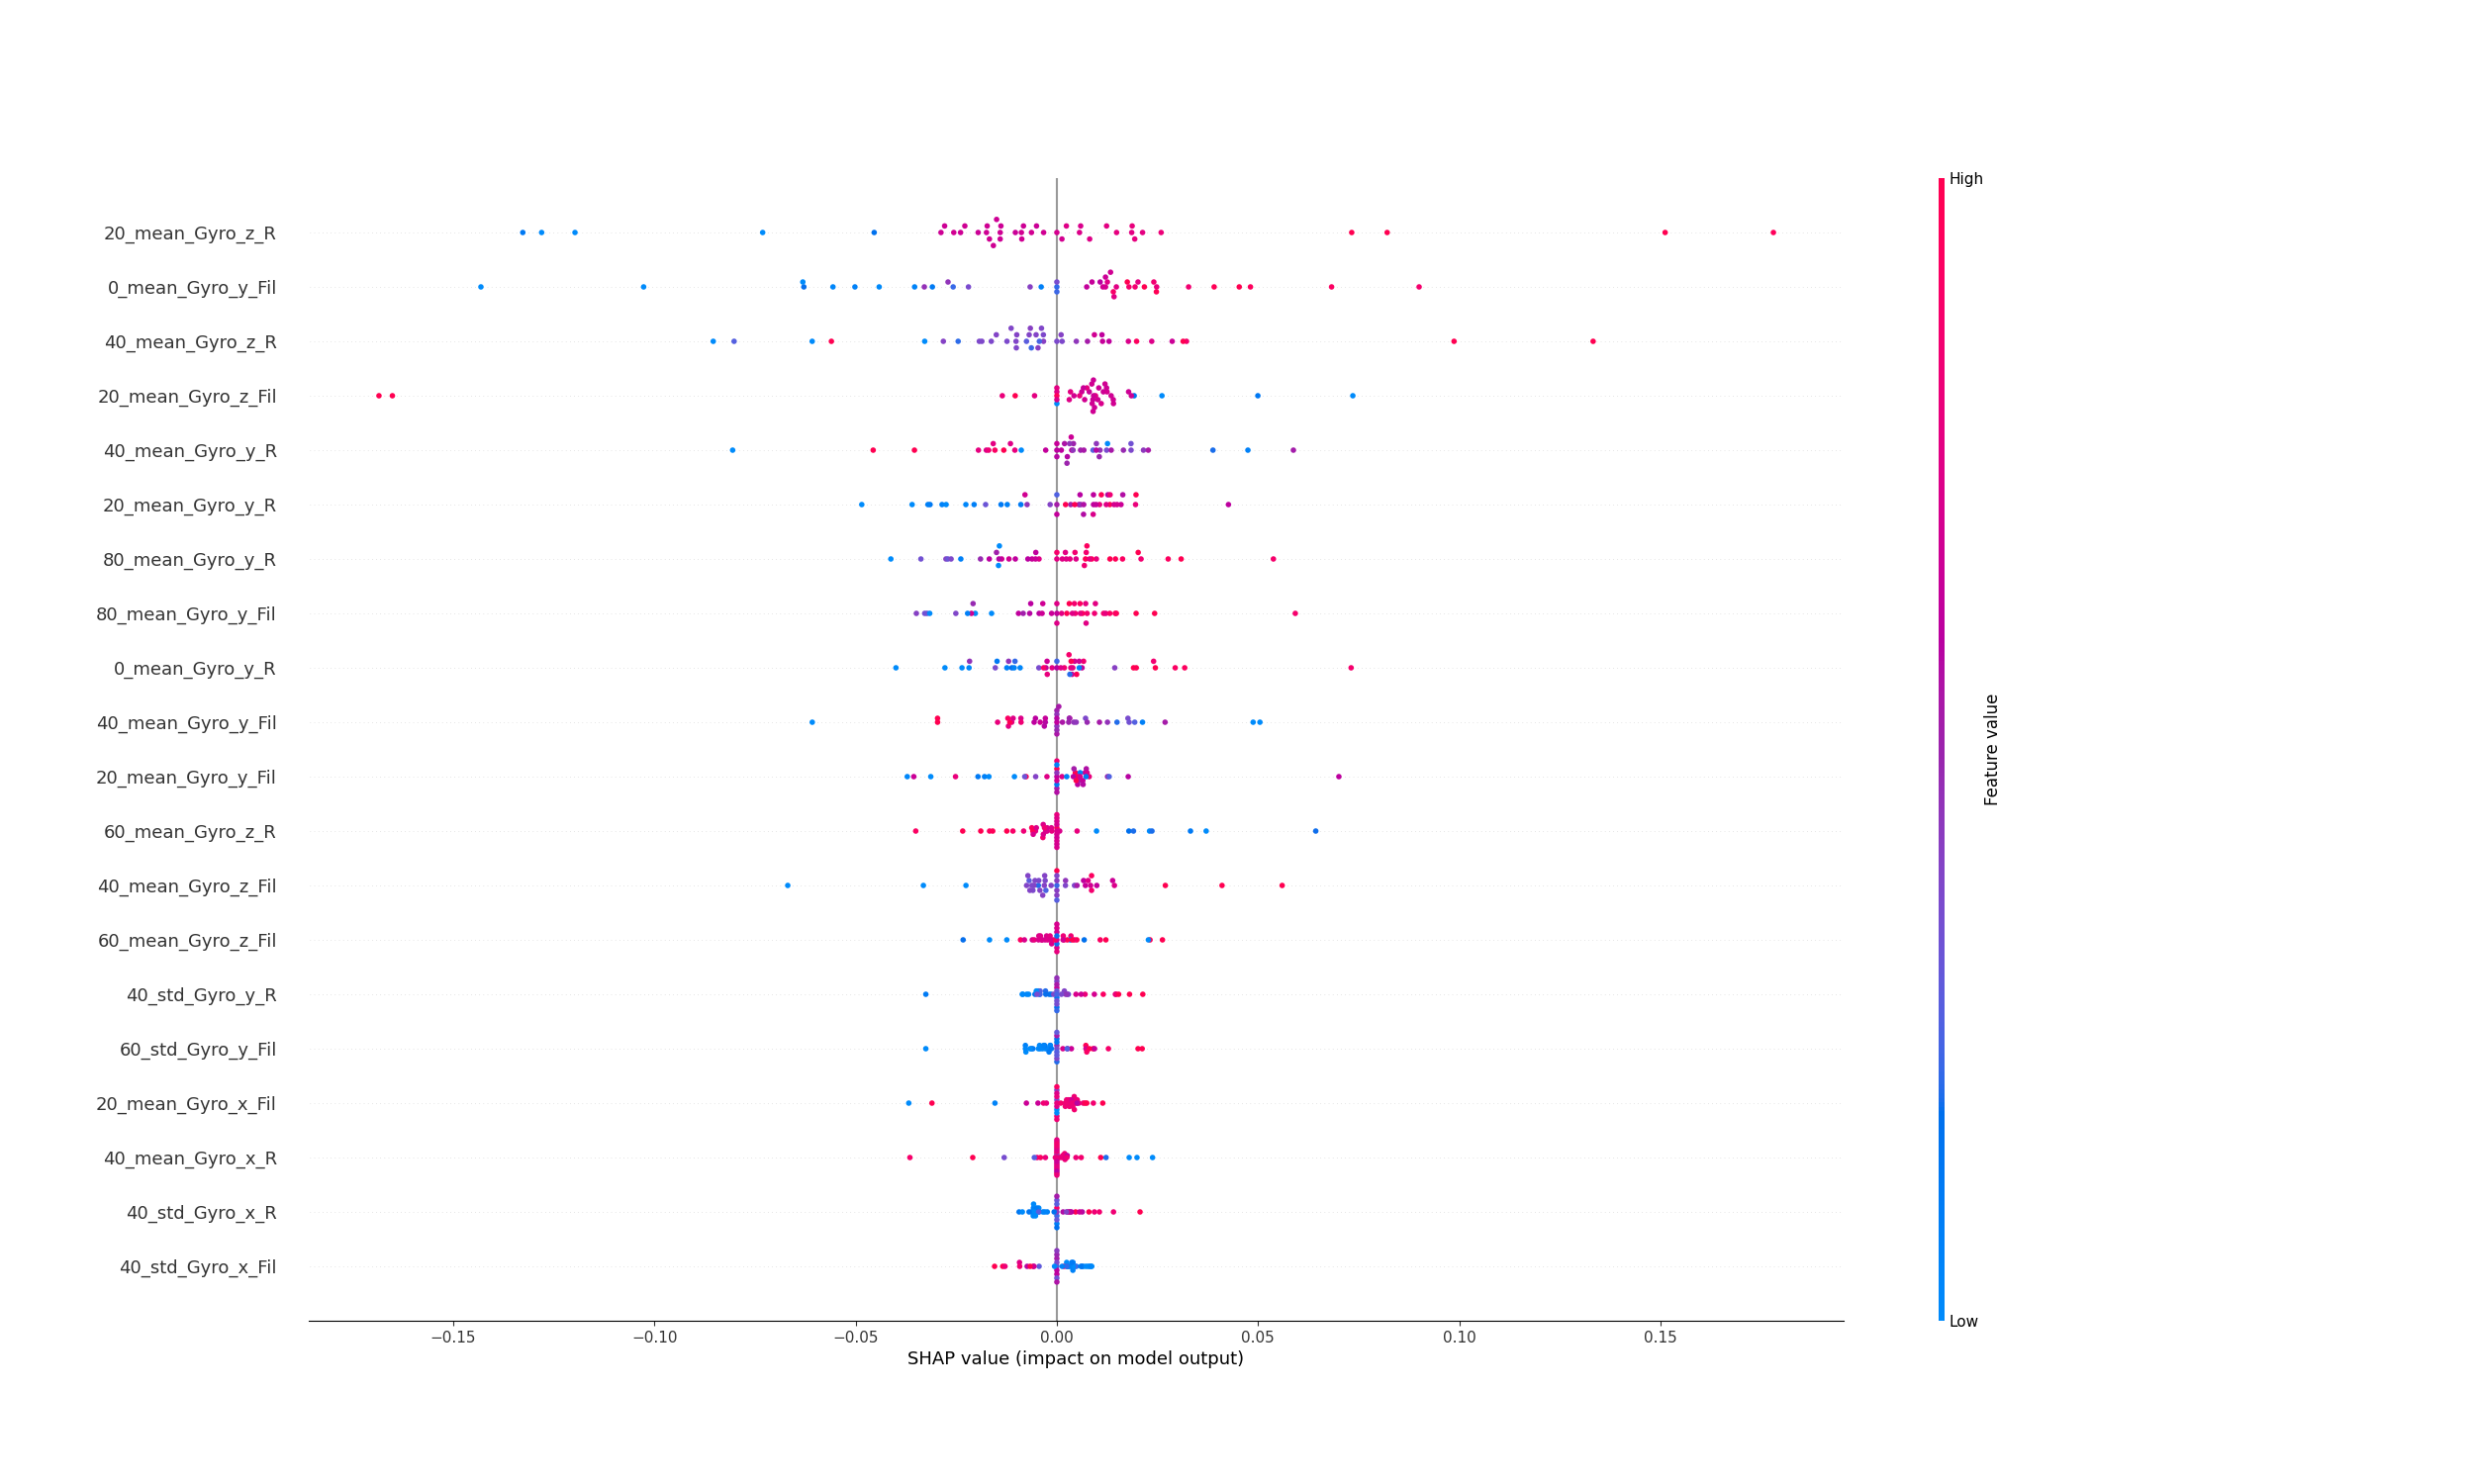 High
20_mean_Gyro_z_R
0_mean_Gyro_y_Fil
40_mean_Gyro_z_R
20_mean_Gyro_z_Fil
40_mean_Gyro_y_R
20_mean_Gyro_y_R
80_mean_Gyro_y_R
80_mean_Gyro_y_Fil
0_mean_Gyro_y_R
40_mean_Gyro_y_Fil
20_mean_Gyro_y_Fil
60_mean_Gyro_z_R
40_mean_Gyro_z_Fil
60_mean_Gyro_z_Fil
40_std_Gyro_y_R
60_std_Gyro_y_Fil
20_mean_Gyro_x_Fil
40_mean_Gyro_x_R
40_std_Gyro_x_R
40_std_Gyro_x_Fil
Feature value
Low
−0.15 −0.10 −0.05 0.00 0.05 0.10 0.15
SHAP value (impact on model output)